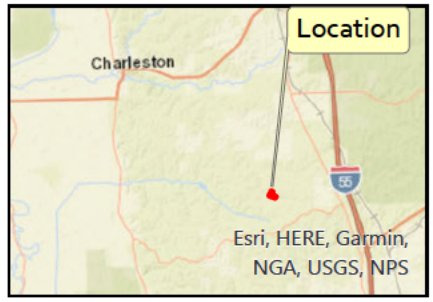 Location
Charleston
55
Esri, HERE, Garmin,
NGA, USGS, NPS